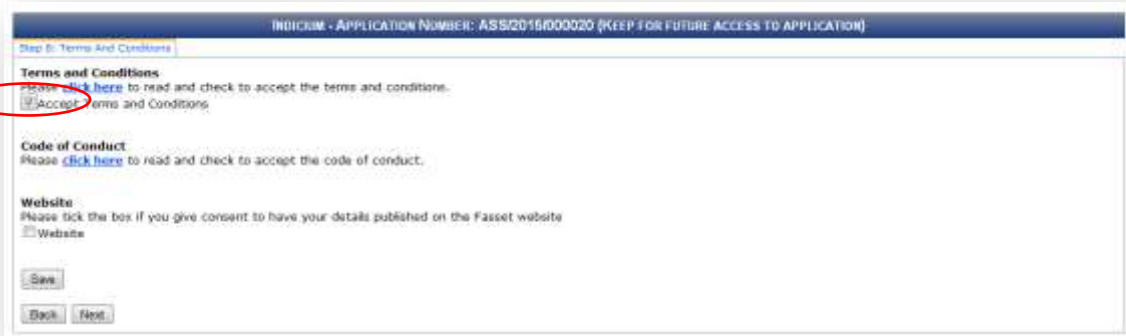 INDICIUM - APPLICATION NUMBER: ASS/2015/000020 (KEEP FOR FUTURE ACCESS TO APPLICATION)
Step 6: Terms And Conditions
Terms and Conditions
Please click here to read and check to accept the terms and conditions.
Accept Terms and Conditions
Code of Conduct
Please click here to read and check to accept the code of conduct.
Website
Please tick the box if you give consent to have your details published on the Fasset website
Website
Save
Back Next